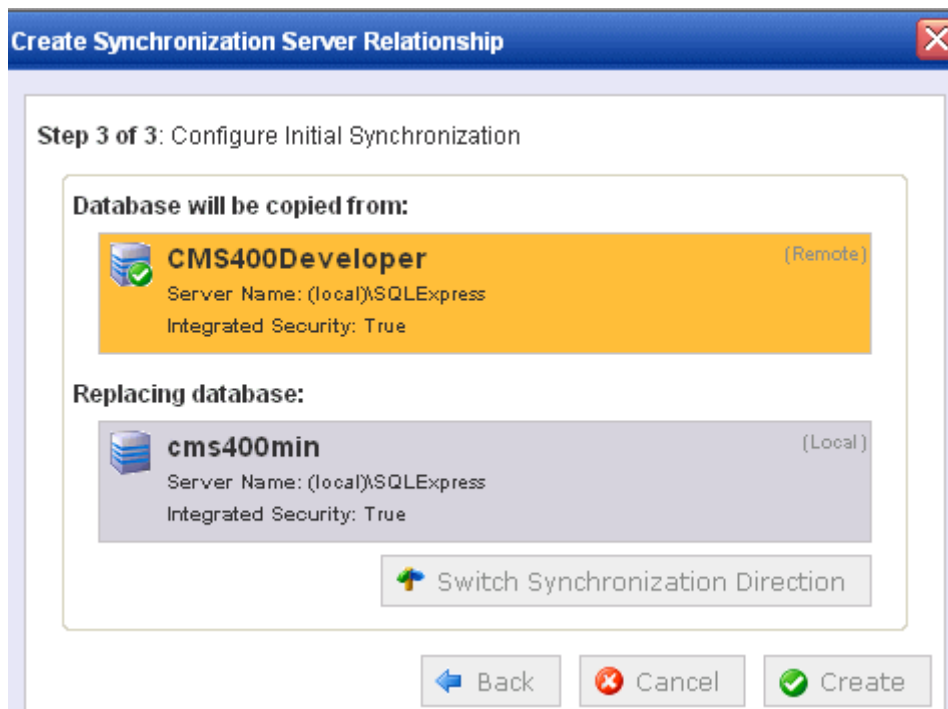 Create Synchronization Server Relationship
Step 3 of 3: Configure Initial Synchronization
Database will be copied from:
CMS400Developer
(Remote)
Server Name: (local)\SQLExpress
Integrated Security: True
Replacing database:
cms400min
(Local)
Server Name: (local)\SQLExpress
Integrated Security: True
Switch Synchronization Direction
Back
Cancel
Create